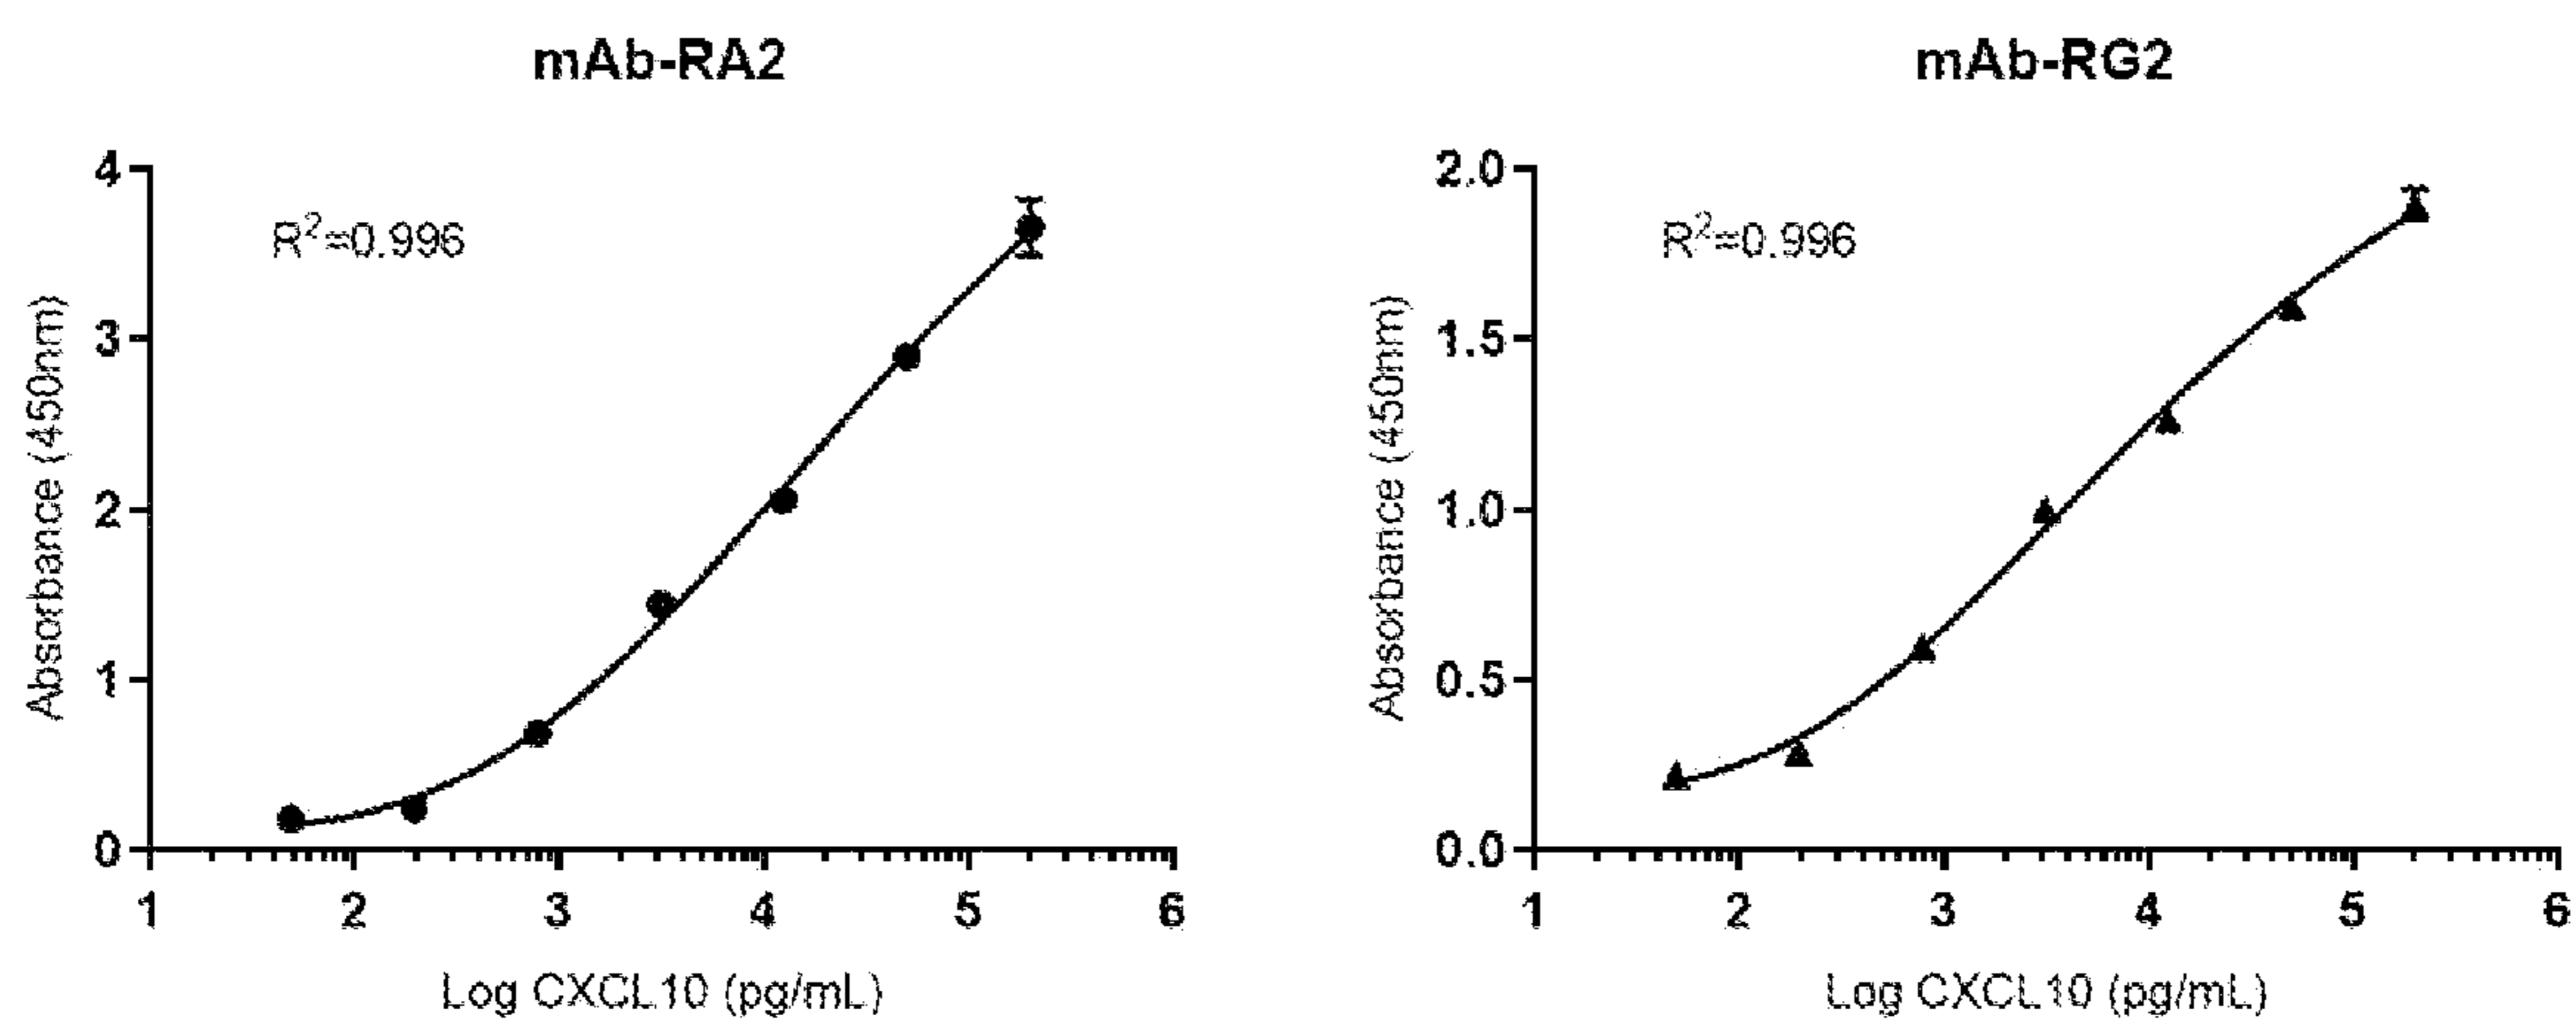 mAb-RA2
4
3
2
1
0
R²=0.996
Absorbance (450nm)
1 2 3 4 5 6
Log CXCL10 (pg/mL)
mAb-RG2
2.0
1.5
1.0
0.5
0.0
R²=0.996
Absorbance (450nm)
1 2 3 4 5 6
Log CXCL10 (pg/mL)